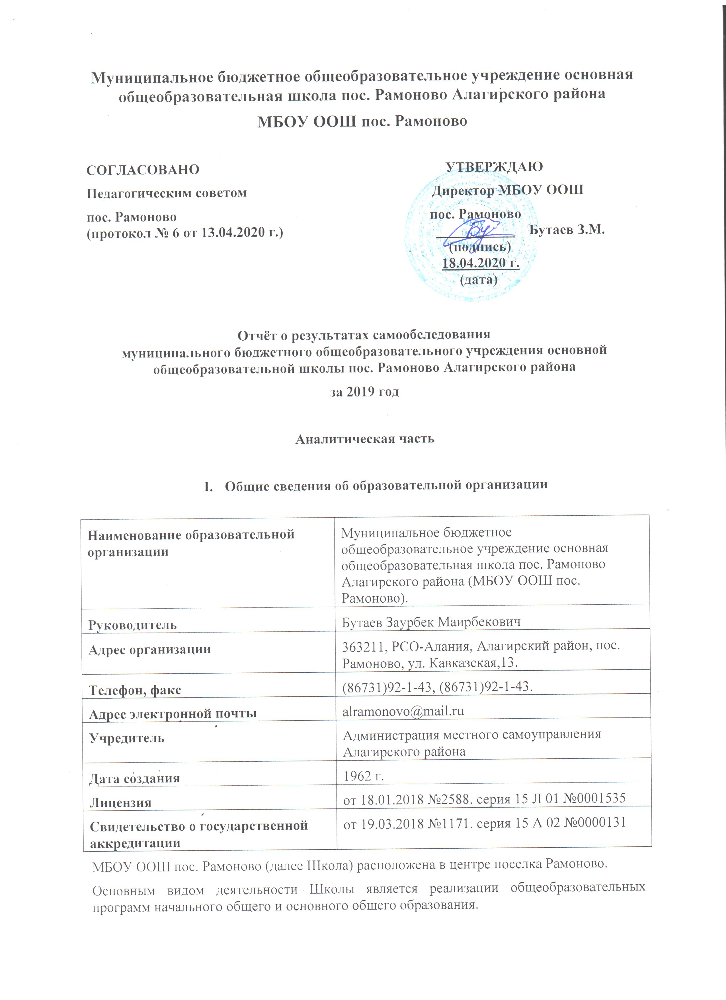 Муниципальное бюджетное общеобразовательное учреждение основная
общеобразовательная школа пос. Рамоново Алагирского района
МБОУ ООШ пос. Рамоново
СОГЛАСОВАНО
Педагогическим советом
пос. Рамоново
(протокол № 6 от 13.04.2020 г.)
УТВЕРЖДАЮ
Директор МБОУ ООШ
пос. Рамоново
Бутаев З.М.
(подпись)
18.04.2020 г.
(дата)
Отчёт о результатах самообследования
муниципального бюджетного общеобразовательного учреждения основной
общеобразовательной школы пос. Рамоново Алагирского района
за 2019 год
Аналитическая часть
I. Общие сведения об образовательной организации
Наименование образовательной
организации
Муниципальное бюджетное
общеобразовательное учреждение основная
общеобразовательная школа пос. Рамоново
Алагирского района (МБОУ ООШ пос.
Рамоново).
Руководитель
Бутаев Заурбек Маирбекович
Адрес организации
363211, РСО-Алания, Алагирский район, пос.
Рамоново, ул. Кавказская,13.
Телефон, факс
(86731)92-1-43, (86731)92-1-43.
Адрес электронной почты
alramonovo@mail.ru
Учредитель
Администрация местного самоуправления
Алагирского района
Дата создания
1962 г.
Лицензия
от 18.01.2018 №2588. серия 15 Л 01 №0001535
Свидетельство о государственной
аккредитации
от 19.03.2018 №1171. серия 15 А 02 №0000131
МБОУ ООШ пос. Рамоново (далее Школа) расположена в центре поселка Рамоново.
Основным видом деятельности Школы является реализации общеобразовательных
программ начального общего и основного общего образования.